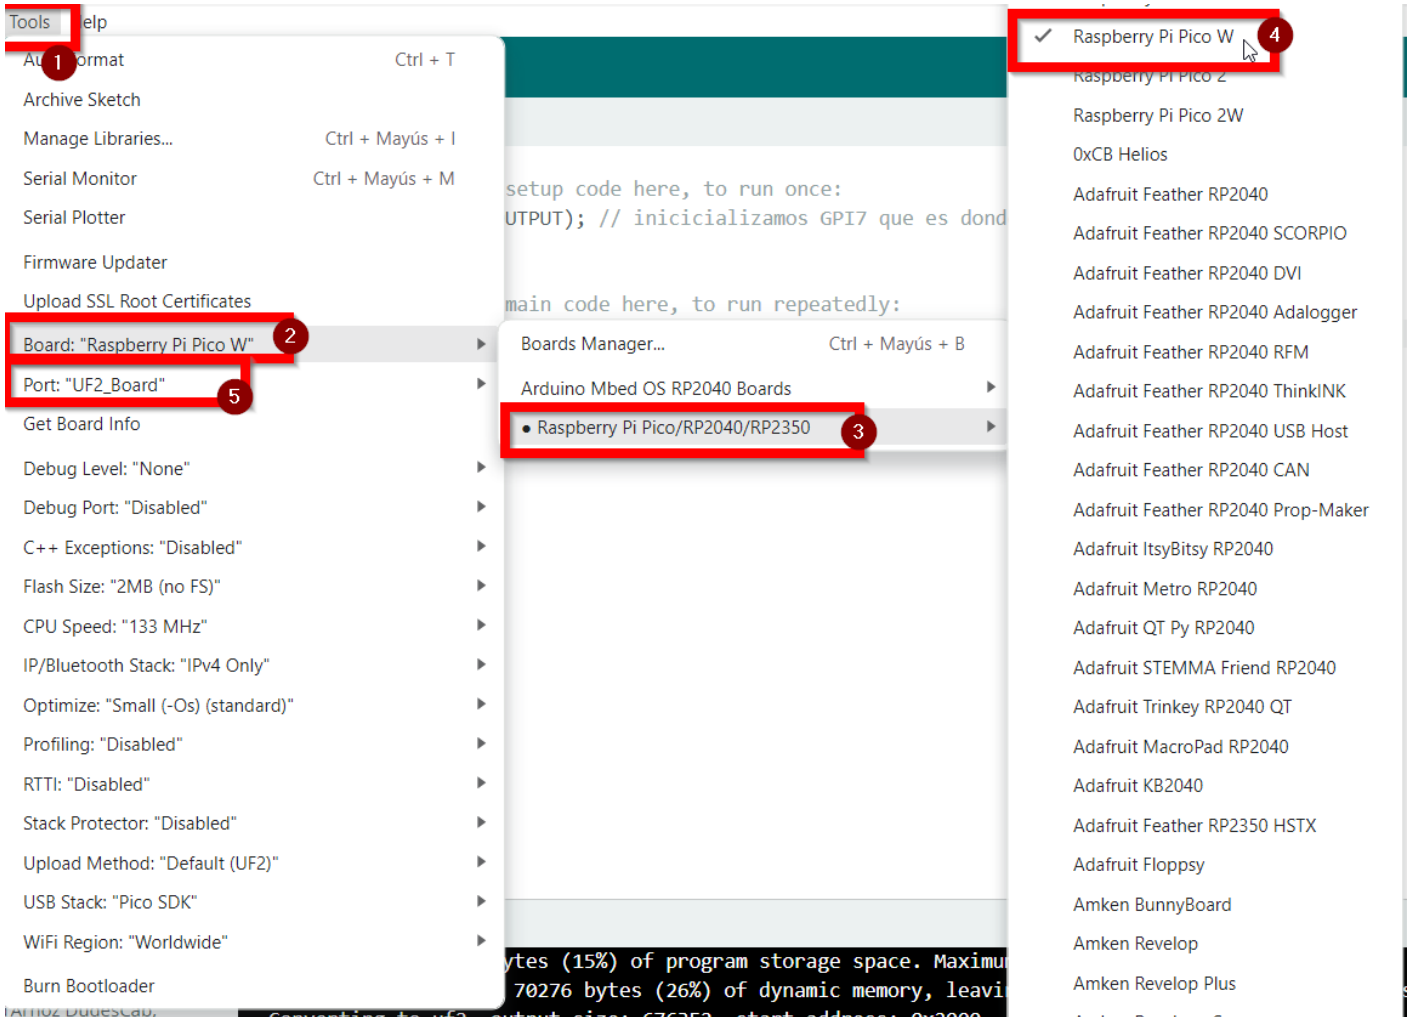 Tools elp
1
Au ormat Ctrl + T
Archive Sketch
Manage Libraries... Ctrl + Mayús + I
Serial Monitor Ctrl + Mayús + M
Serial Plotter
Firmware Updater
Upload SSL Root Certificates
Board: "Raspberry Pi Pico W" 2
Port: "UF2_Board" 5
Get Board Info
Debug Level: "None"
Debug Port: "Disabled"
C++ Exceptions: "Disabled"
Flash Size: "2MB (no FS)"
CPU Speed: "133 MHz"
IP/Bluetooth Stack: "IPv4 Only"
Optimize: "Small (-Os) (standard)"
Profiling: "Disabled"
RTTI: "Disabled"
Stack Protector: "Disabled"
Upload Method: "Default (UF2)"
USB Stack: "Pico SDK"
WiFi Region: "Worldwide"
Burn Bootloader
setup code here, to run once:
UTPUT); // inicicializamos GPI7 que es dond
main code here, to run repeatedly:
Boards Manager... Ctrl + Mayús + B
Arduino Mbed OS RP2040 Boards
• Raspberry Pi Pico/RP2040/RP2350 3
Raspberry Pi Pico W 4
Raspberry Pi Pico 2
Raspberry Pi Pico 2W
0xCB Helios
Adafruit Feather RP2040
Adafruit Feather RP2040 SCORPIO
Adafruit Feather RP2040 DVI
Adafruit Feather RP2040 Adalogger
Adafruit Feather RP2040 RFM
Adafruit Feather RP2040 ThinkINK
Adafruit Feather RP2040 USB Host
Adafruit Feather RP2040 CAN
Adafruit Feather RP2040 Prop-Maker
Adafruit ItsyBitsy RP2040
Adafruit Metro RP2040
Adafruit QT Py RP2040
Adafruit STEMMA Friend RP2040
Adafruit Trinkey RP2040 QT
Adafruit MacroPad RP2040
Adafruit KB2040
Adafruit Feather RP2350 HSTX
Adafruit Floppsy
Amken BunnyBoard
Amken Revelop
Amken Revelop Plus
ytes (15%) of program storage space. Maximu
70276 bytes (26%) of dynamic memory, leavi
Converting to uf2, output size: 676352, start address: 0x2000